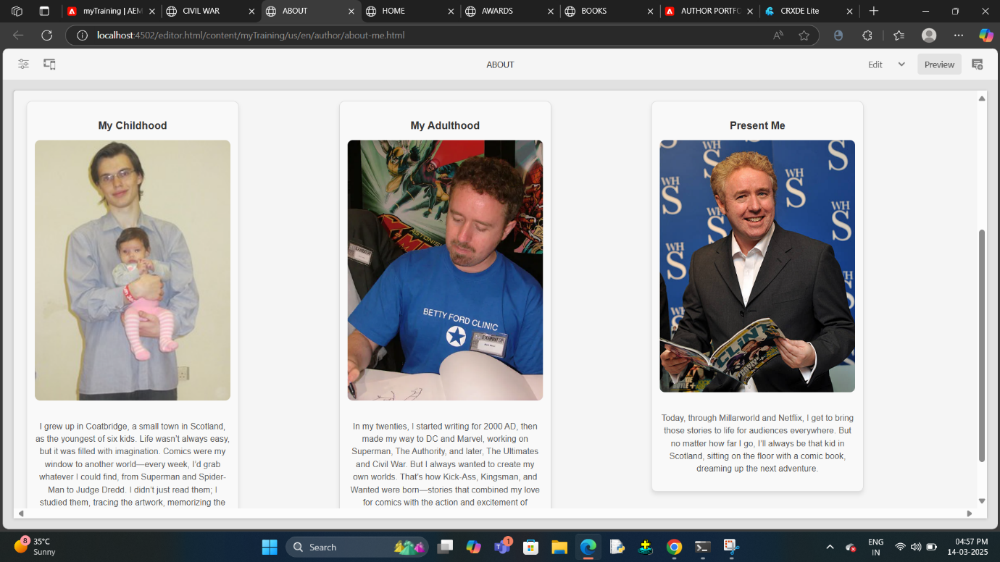 myTraining | AEM
CIVIL WAR
ABOUT
HOME
AWARDS
BOOKS
AUTHOR PORTFO
CRXDE Lite
localhost:4502/editor.html/content/myTraining/us/en/author/about-me.html
ABOUT
Edit
Preview
My Childhood
I grew up in Coatbridge, a small town in Scotland,
as the youngest of six kids. Life wasn’t always easy,
but it was filled with imagination. Comics were my
window to another world—every week, I’d grab
whatever I could find, from Superman and Spider-
Man to Judge Dredd. I didn’t just read them; I
studied them, tracing the artwork, memorizing the
My Adulthood
BETTY FORD CLINIC
EXHIBITOR
In my twenties, I started writing for 2000 AD, then
made my way to DC and Marvel, working on
Superman, The Authority, and later, The Ultimates
and Civil War. But I always wanted to create my
own worlds. That’s how Kick-Ass, Kingsman, and
Wanted were born—stories that combined my love
for comics with the action and excitement of
Present Me
WH
S
WH
S
WH
S
WH
S
WH
S
CLINT
Today, through Millarworld and Netflix, I get to bring
those stories to life for audiences everywhere. But
no matter how far I go, I’ll always be that kid in
Scotland, sitting on the floor with a comic book,
dreaming up the next adventure.
8
35°C
Sunny
Search
1
ENG
IN
04:57 PM
14-03-2025